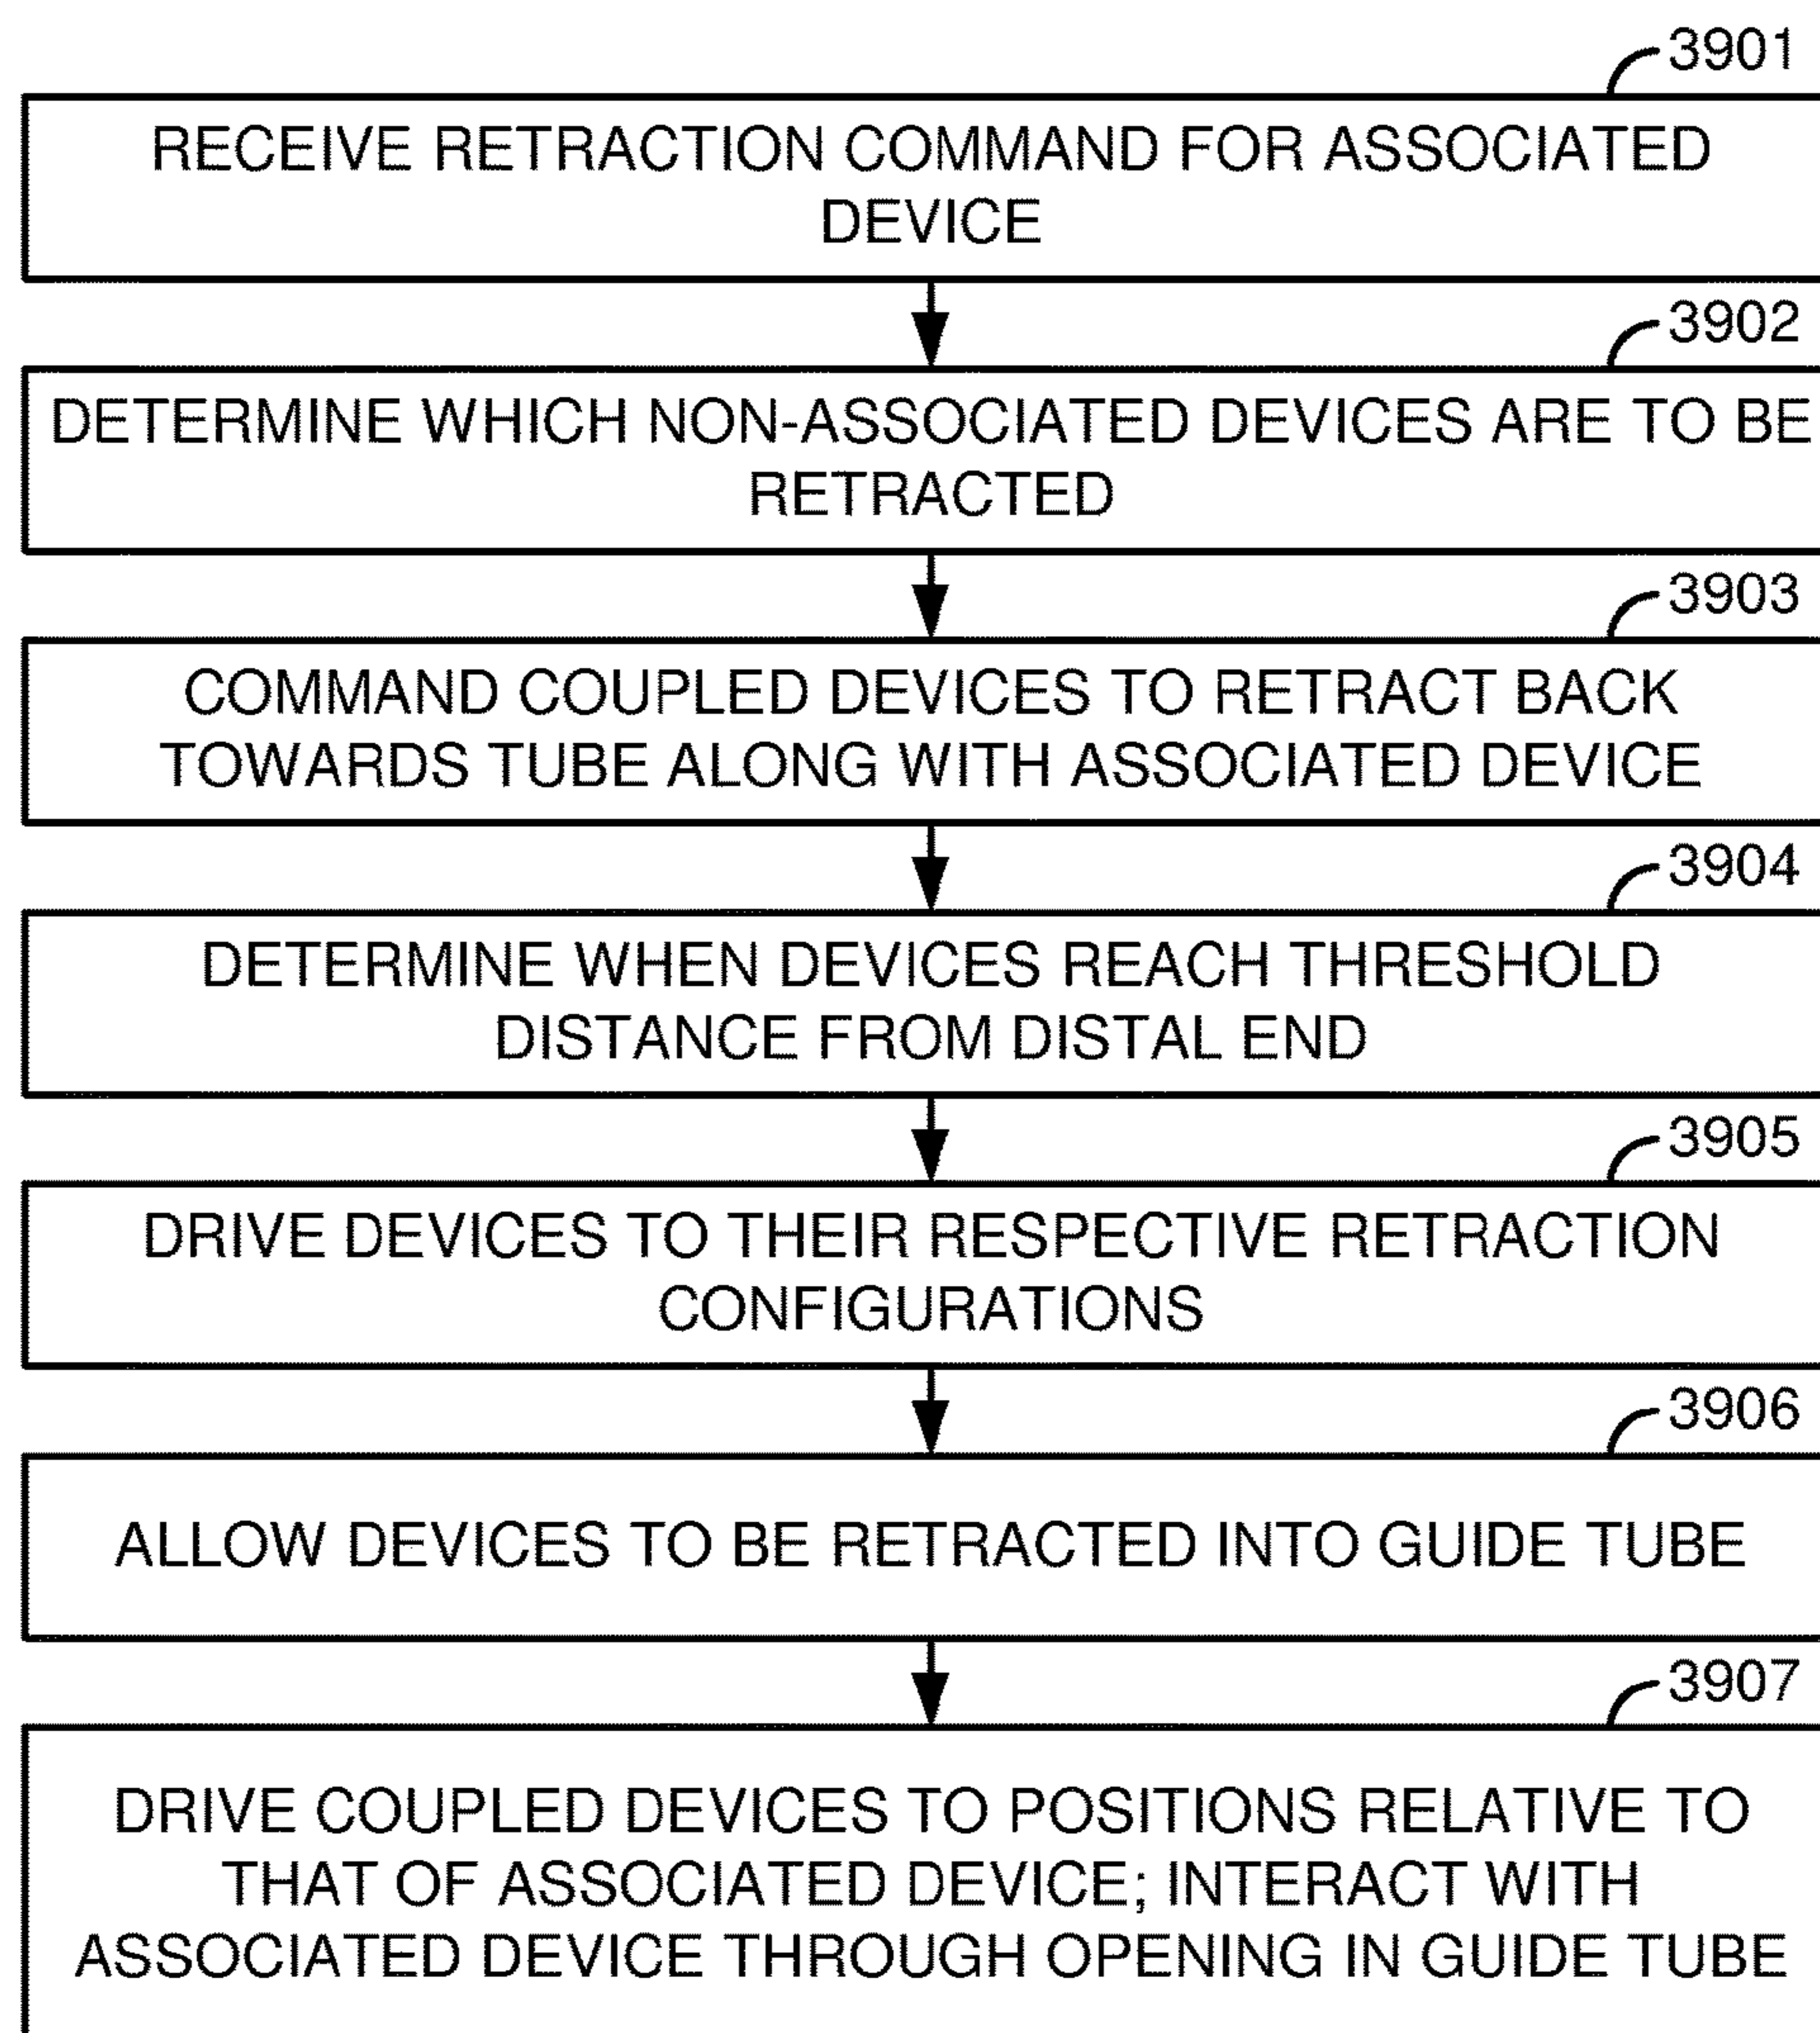 3901
RECEIVE RETRACTION COMMAND FOR ASSOCIATED
DEVICE
3902
DETERMINE WHICH NON-ASSOCIATED DEVICES ARE TO BE
RETRACTED
3903
COMMAND COUPLED DEVICES TO RETRACT BACK
TOWARDS TUBE ALONG WITH ASSOCIATED DEVICE
3904
DETERMINE WHEN DEVICES REACH THRESHOLD
DISTANCE FROM DISTAL END
3905
DRIVE DEVICES TO THEIR RESPECTIVE RETRACTION
CONFIGURATIONS
3906
ALLOW DEVICES TO BE RETRACTED INTO GUIDE TUBE
3907
DRIVE COUPLED DEVICES TO POSITIONS RELATIVE TO
THAT OF ASSOCIATED DEVICE; INTERACT WITH
ASSOCIATED DEVICE THROUGH OPENING IN GUIDE TUBE